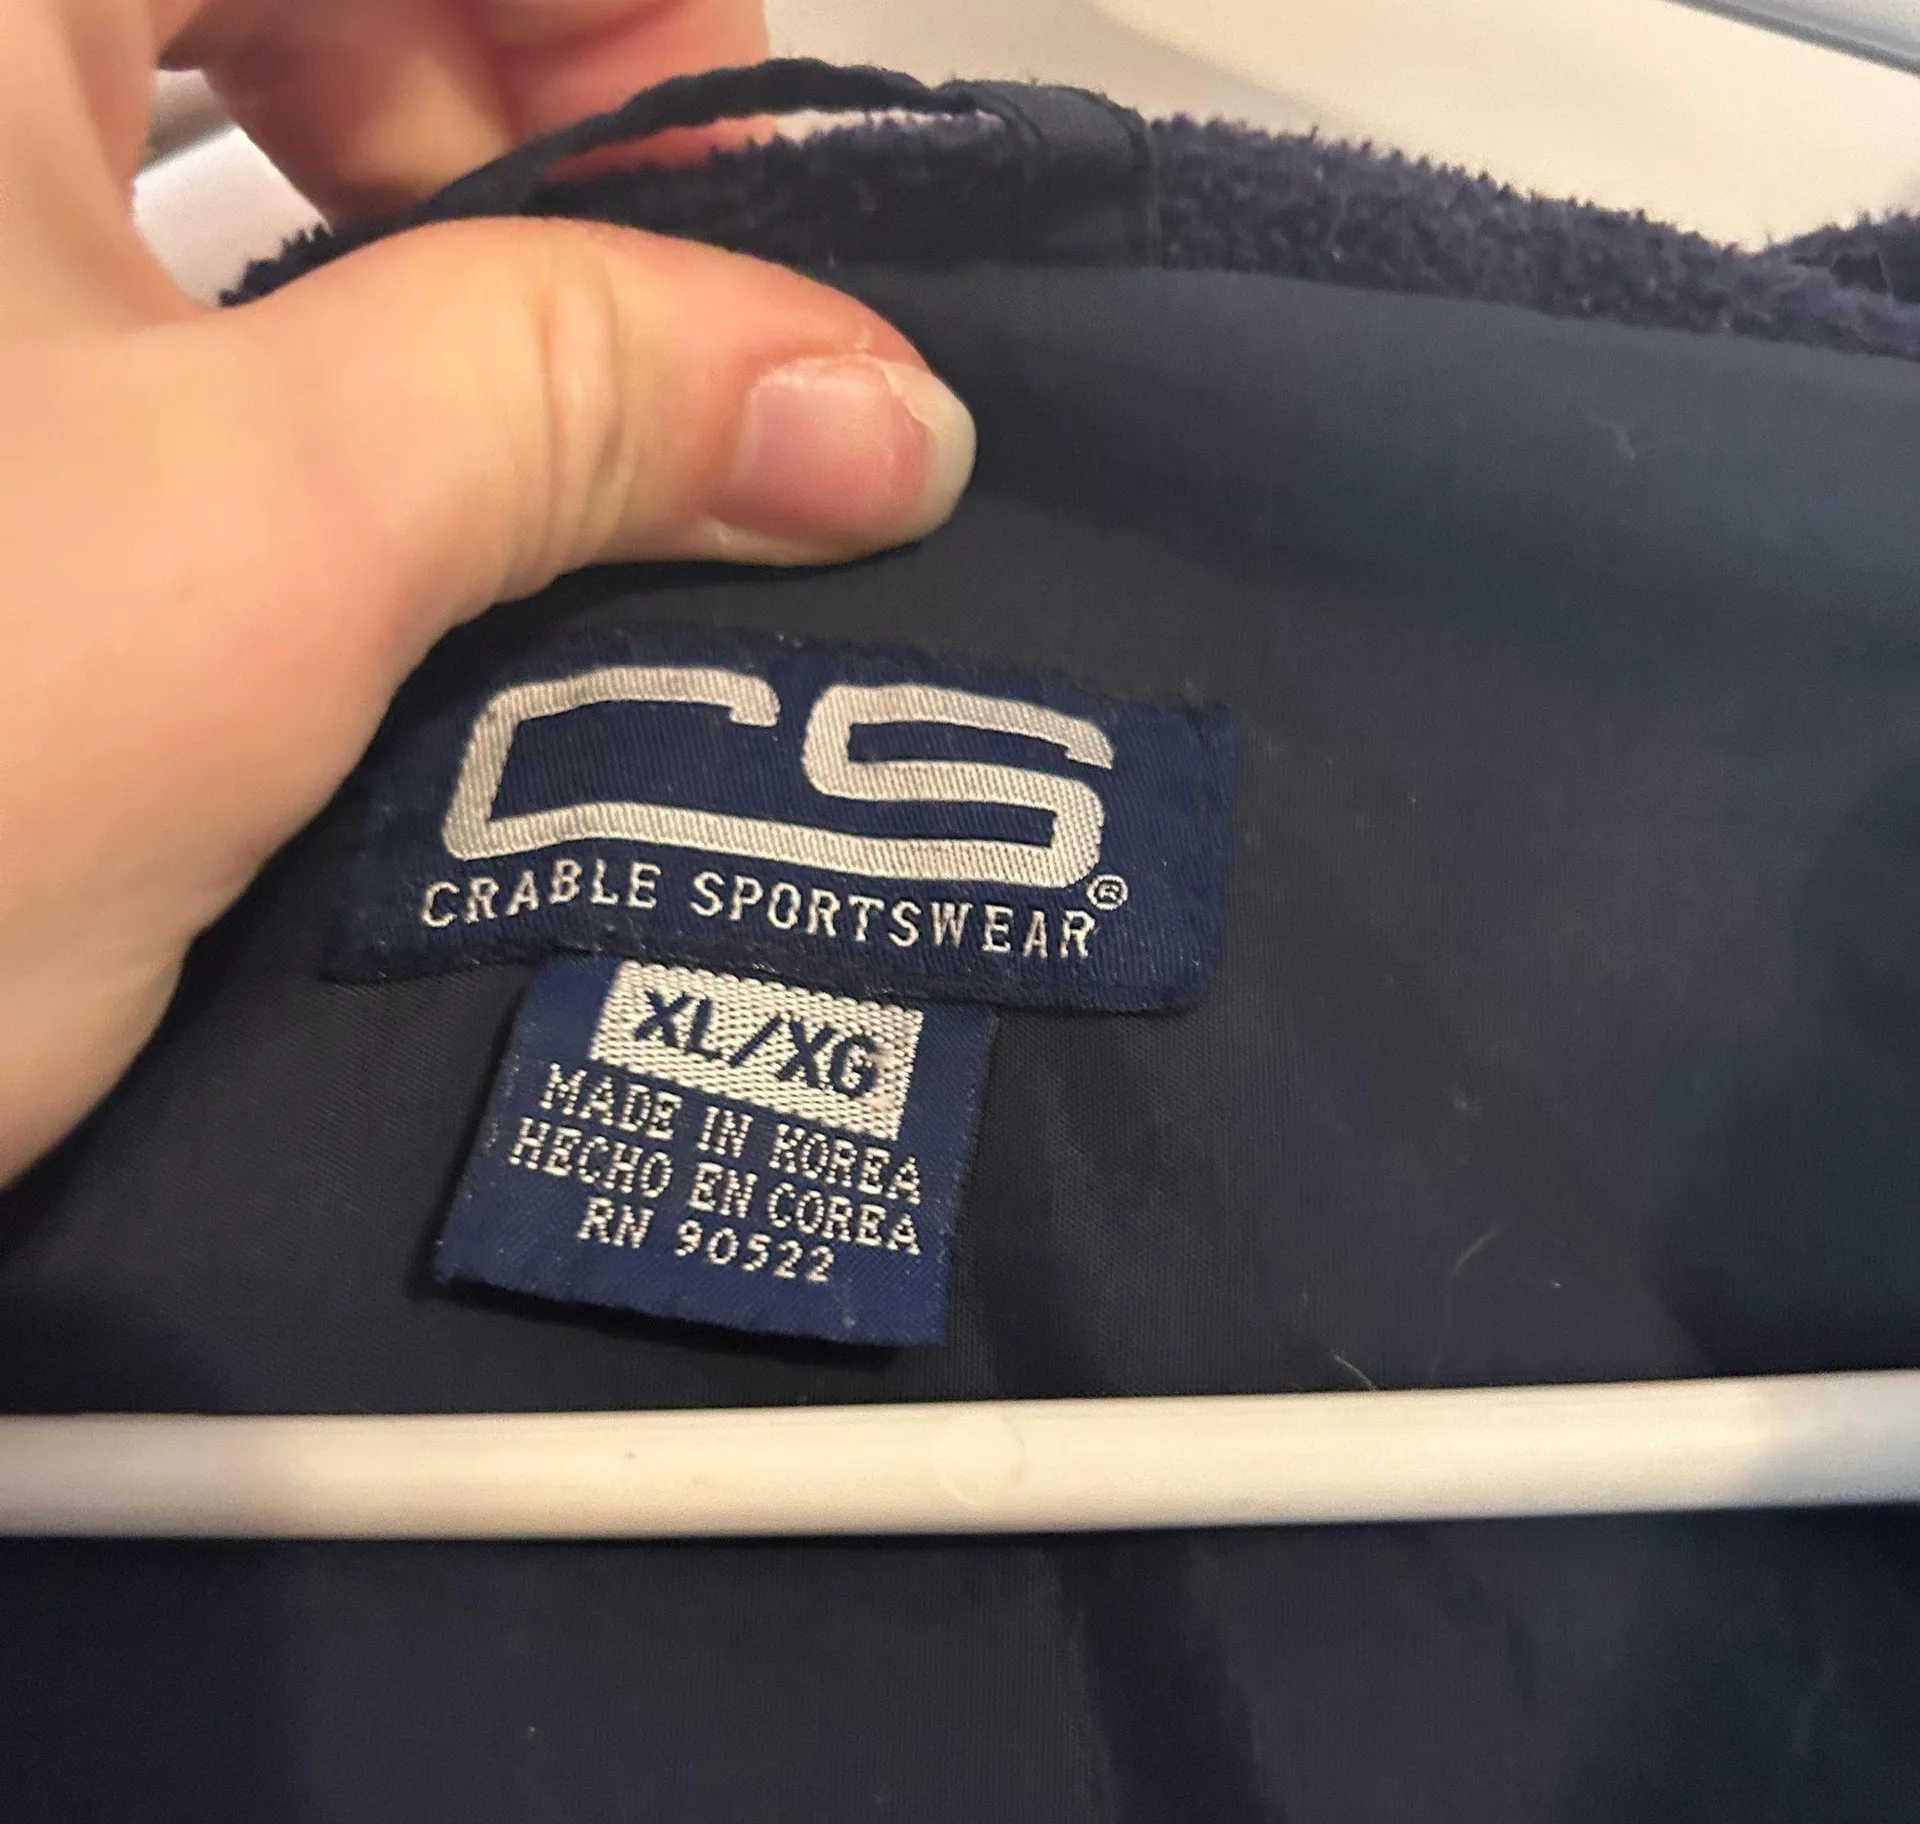 CS
CRABLE SPORTSWEAR®
XL/XG
MADE IN KOREA
HECHO EN COREA
RN 90522